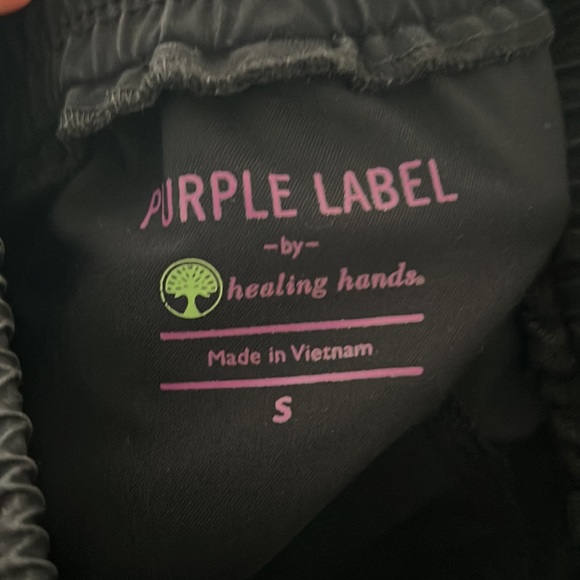 PURPLE LABEL
-by-
healing hands.
Made in Vietnam
S